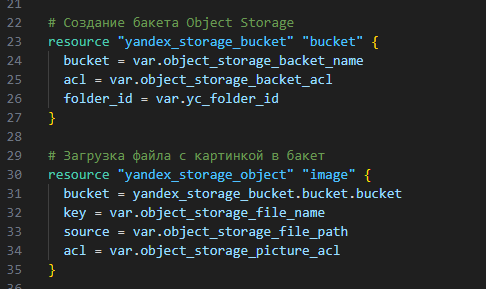 21
22 # Создание бакета Object Storage
23 resource "yandex_storage_bucket" "bucket" {
24 bucket = var.object_storage_backet_name
25 acl = var.object_storage_backet_acl
26 folder_id = var.yc_folder_id
27 }
28
29 # Загрузка файла с картинкой в бакет
30 resource "yandex_storage_object" "image" {
31 bucket = yandex_storage_bucket.bucket.bucket
32 key = var.object_storage_file_name
33 source = var.object_storage_file_path
34 acl = var.object_storage_picture_acl
35 }